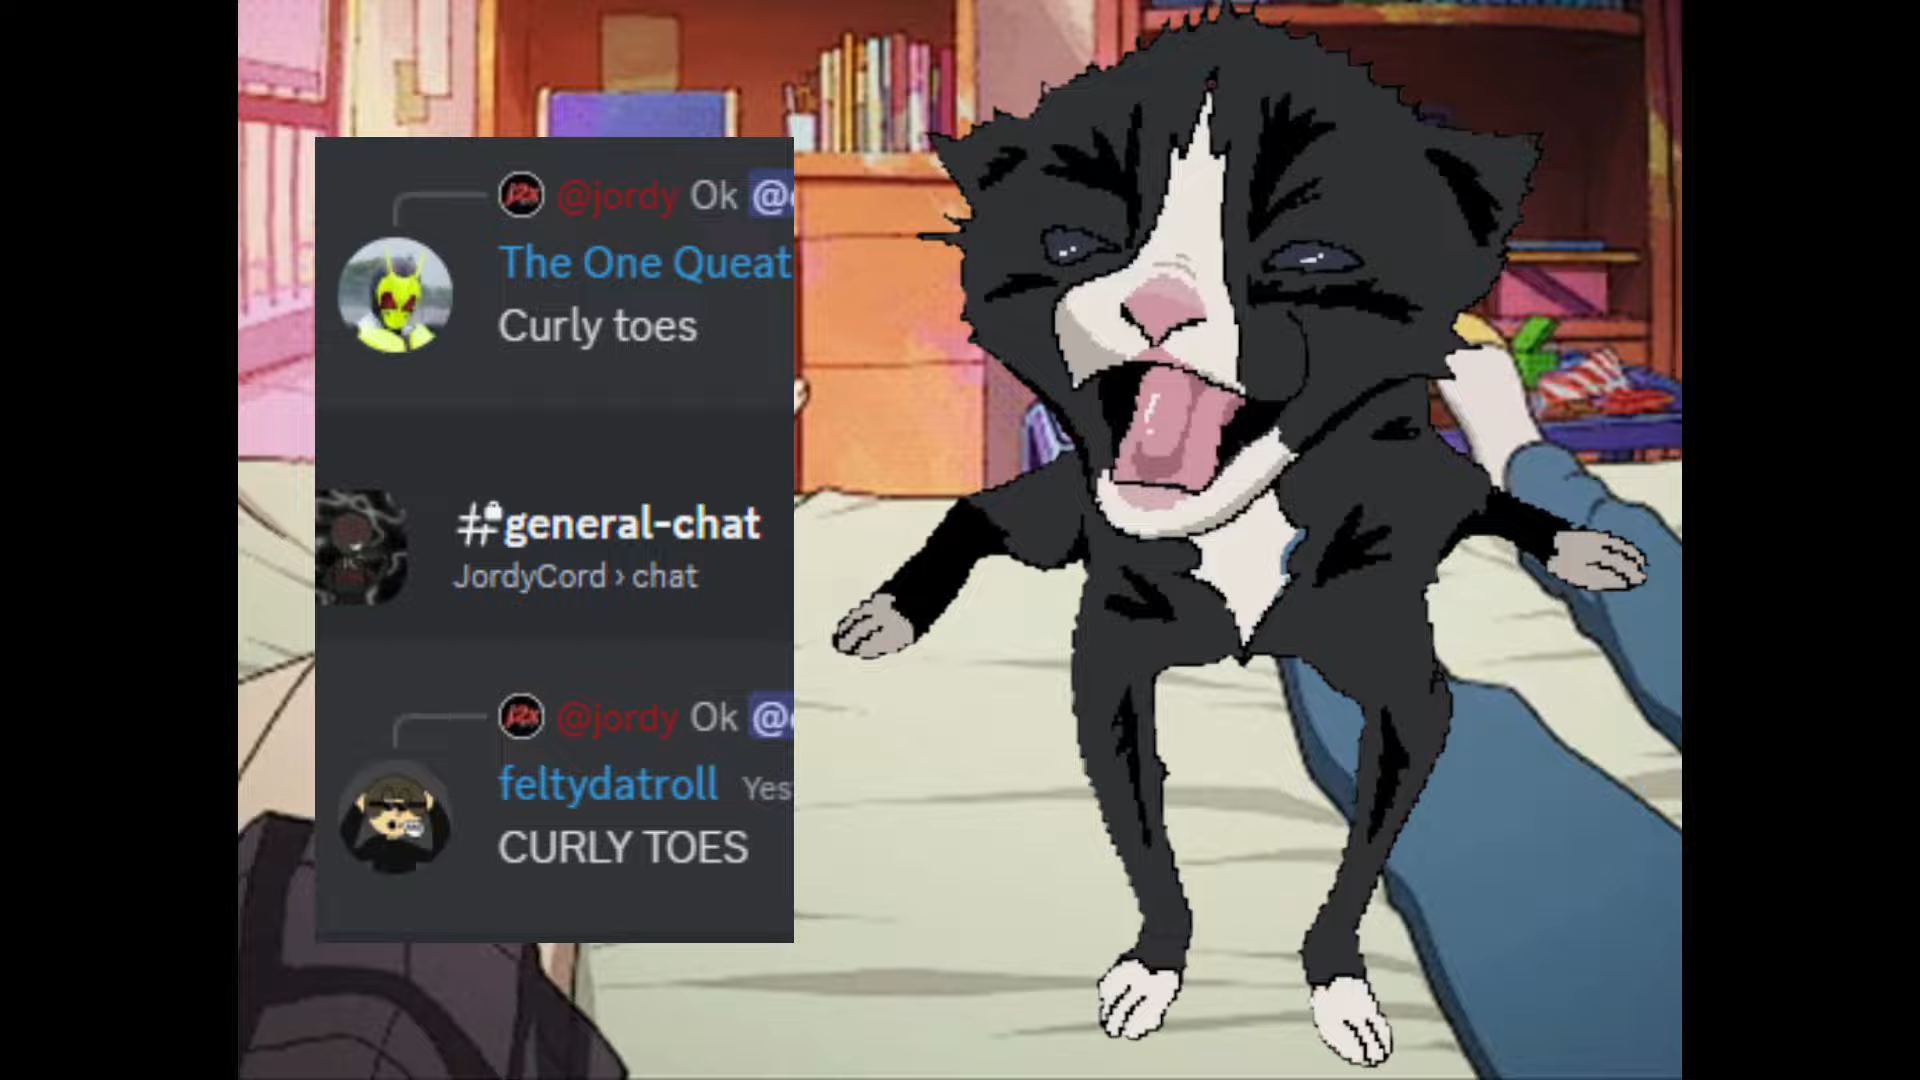 @jordy Ok
The One Queat
Curly toes
#general-chat
JordyCord › chat
@jordy Ok
feltydatroll Yes
CURLY TOES